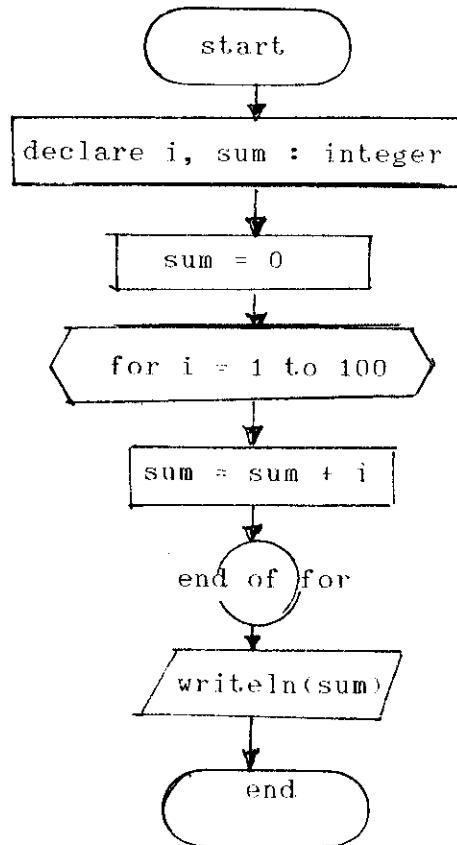 start
declare i, sum : integer
sum = 0
for i = 1 to 100
sum = sum + i
end of for
writeln(sum)
end